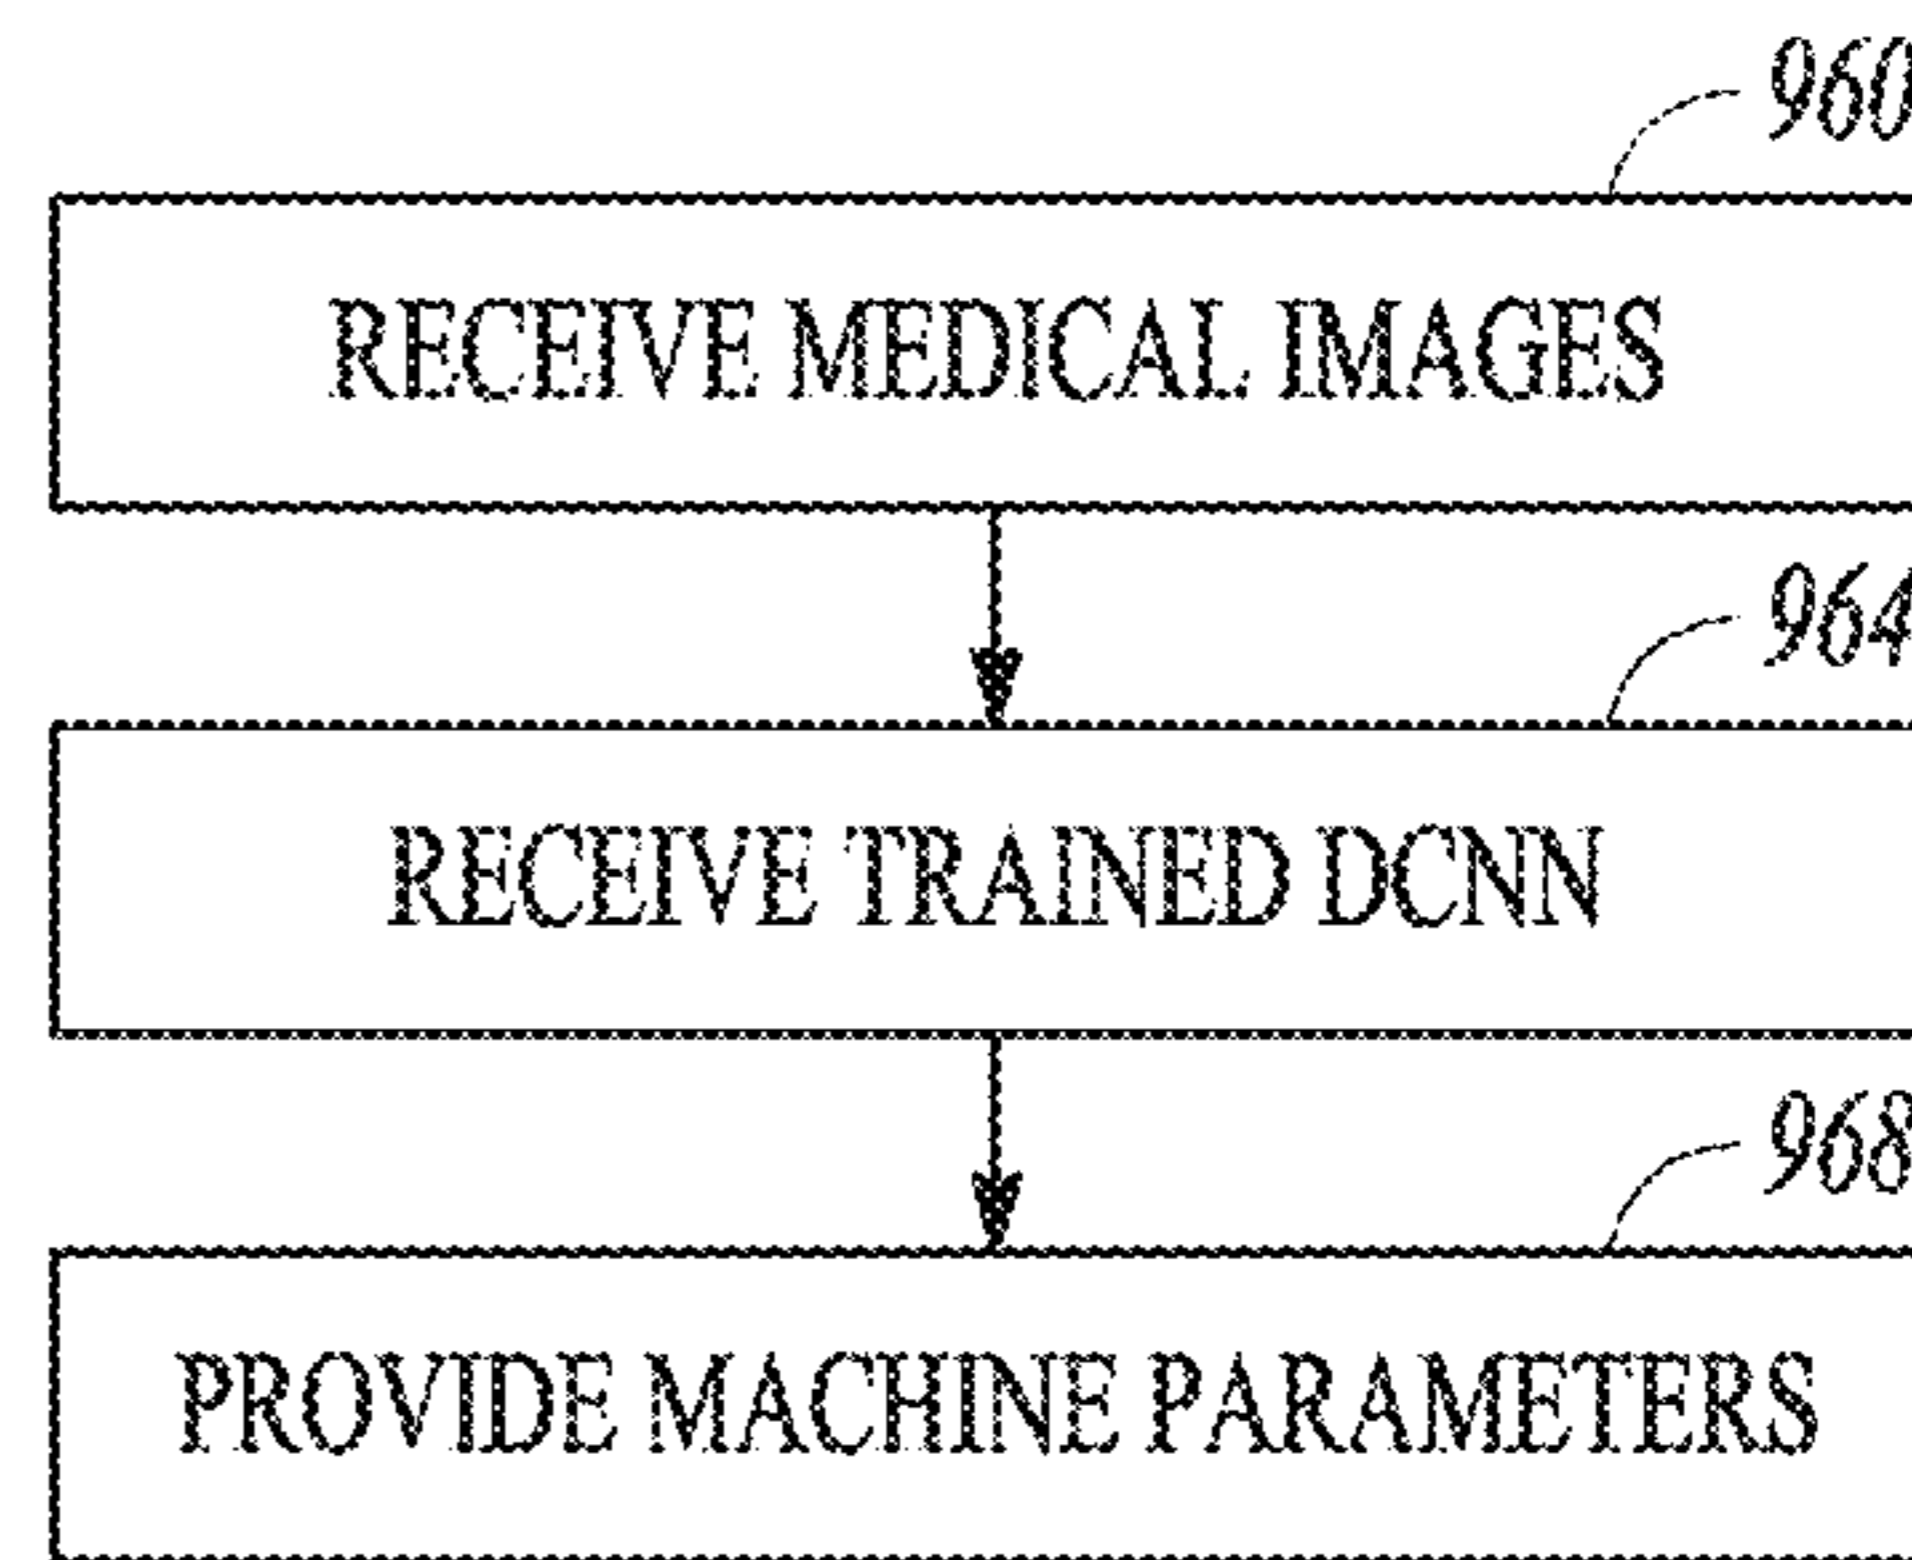 960
RECEIVE MEDICAL IMAGES
964
RECEIVE TRAINED DCNN
968
PROVIDE MACHINE PARAMETERS